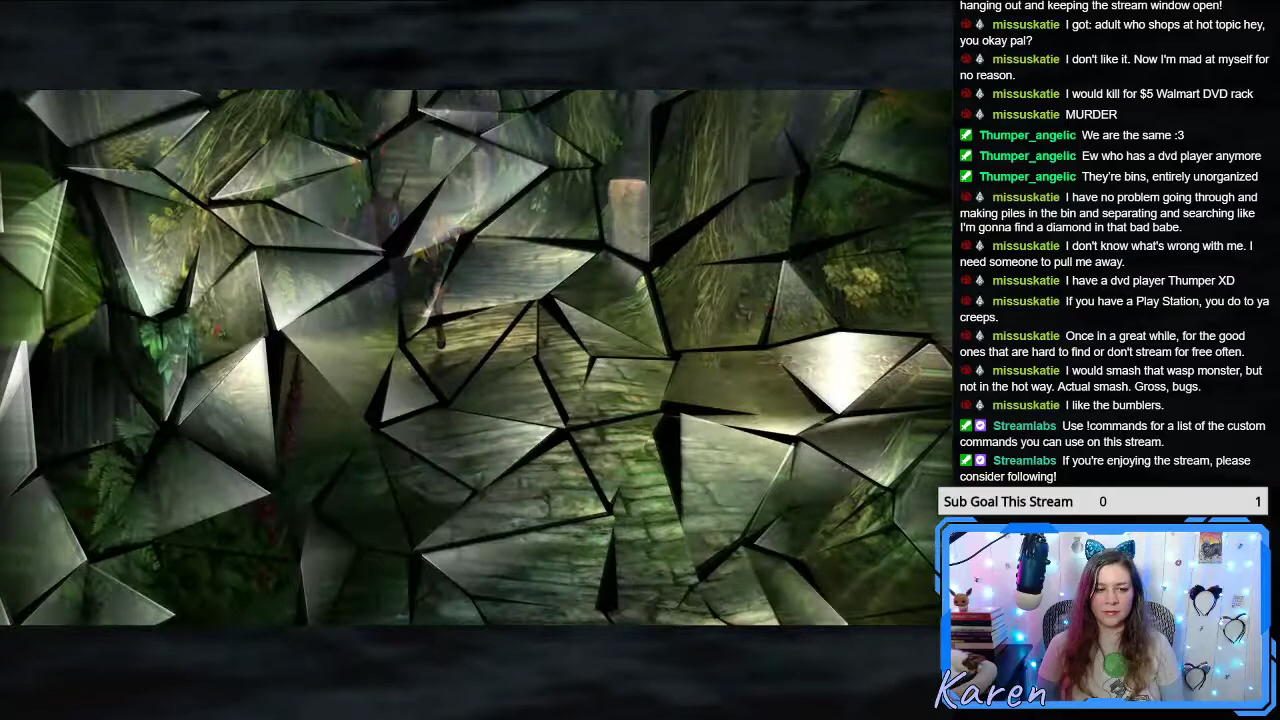 hanging out and keeping the stream window open!
missuskatie I got: adult who shops at hot topic hey,
you okay pal?
missuskatie I don't like it. Now I'm mad at myself for
no reason.
missuskatie I would kill for $5 Walmart DVD rack
missuskatie MURDER
Thumper_angelic We are the same :3
Thumper_angelic Ew who has a dvd player anymore
Thumper_angelic They're bins, entirely unorganized
missuskatie I have no problem going through and
making piles in the bin and separating and searching like
I'm gonna find a diamond in that bad babe.
missuskatie I don't know what's wrong with me. I
need someone to pull me away.
missuskatie I have a dvd player Thumper XD
missuskatie If you have a Play Station, you do to ya
creeps.
missuskatie Once in a great while, for the good
ones that are hard to find or don't stream for free often.
missuskatie I would smash that wasp monster, but
not in the hot way. Actual smash. Gross, bugs.
missuskatie I like the bumblers.
Streamlabs Use !commands for a list of the custom
commands you can use on this stream.
Streamlabs If you're enjoying the stream, please
consider following!
Sub Goal This Stream 0 1
Karen